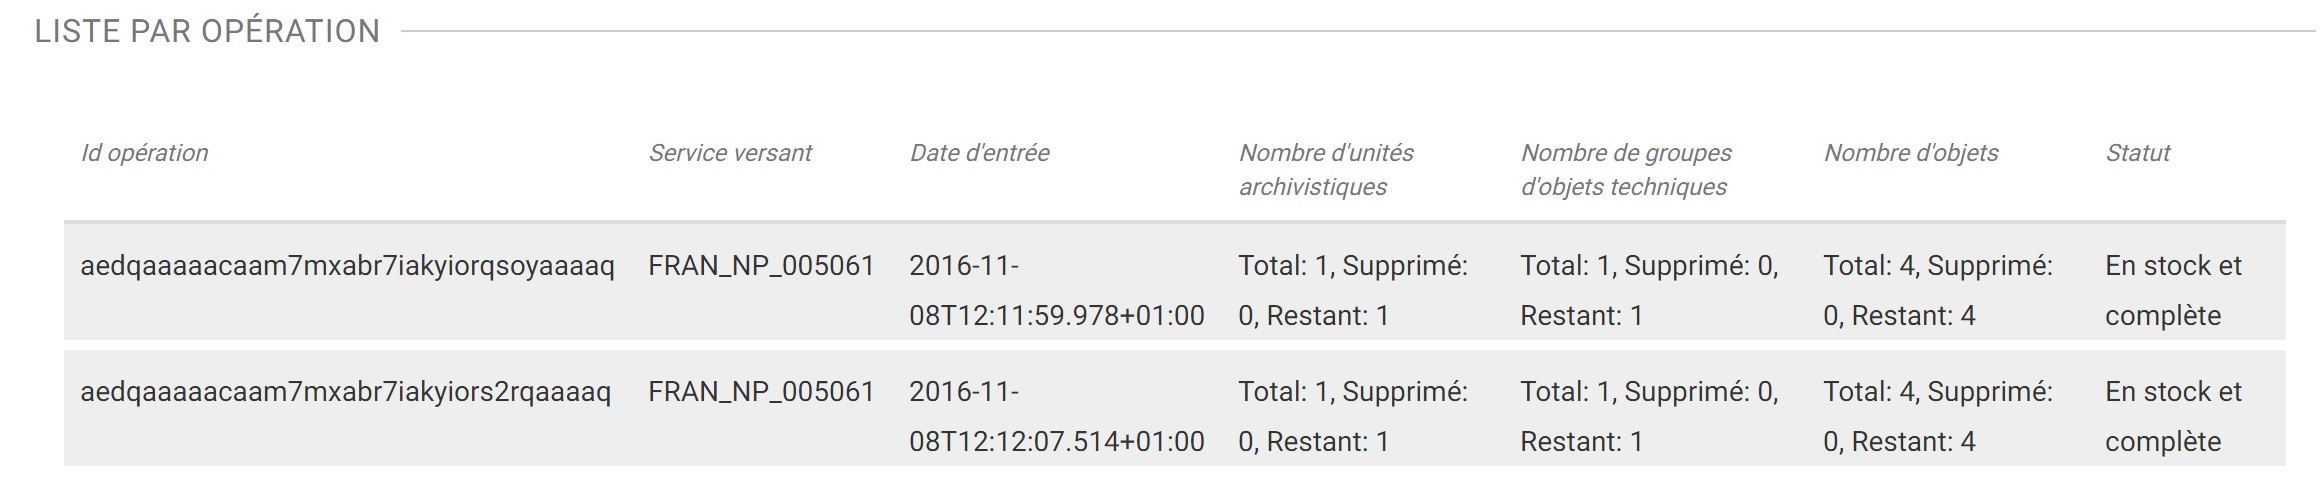 LISTE PAR OPÉRATION
Id opération Service versant Date d'entrée Nombre d'unités Nombre de groupes Nombre d'objets Statut
archivistiques d'objets techniques
aedqaaaaacaam7mxabr7iakyiorqsoyaaaaq FRAN_NP_005061 2016-11- Total: 1, Supprimé: Total: 1, Supprimé: 0, Total: 4, Supprimé: En stock et
08T12:11:59.978+01:00 0, Restant: 1 Restant: 1 0, Restant: 4 complète
aedqaaaaacaam7mxabr7iakyiors2rqaaaaq FRAN_NP_005061 2016-11- Total: 1, Supprimé: Total: 1, Supprimé: 0, Total: 4, Supprimé: En stock et
08T12:12:07.514+01:00 0, Restant: 1 Restant: 1 0, Restant: 4 complète